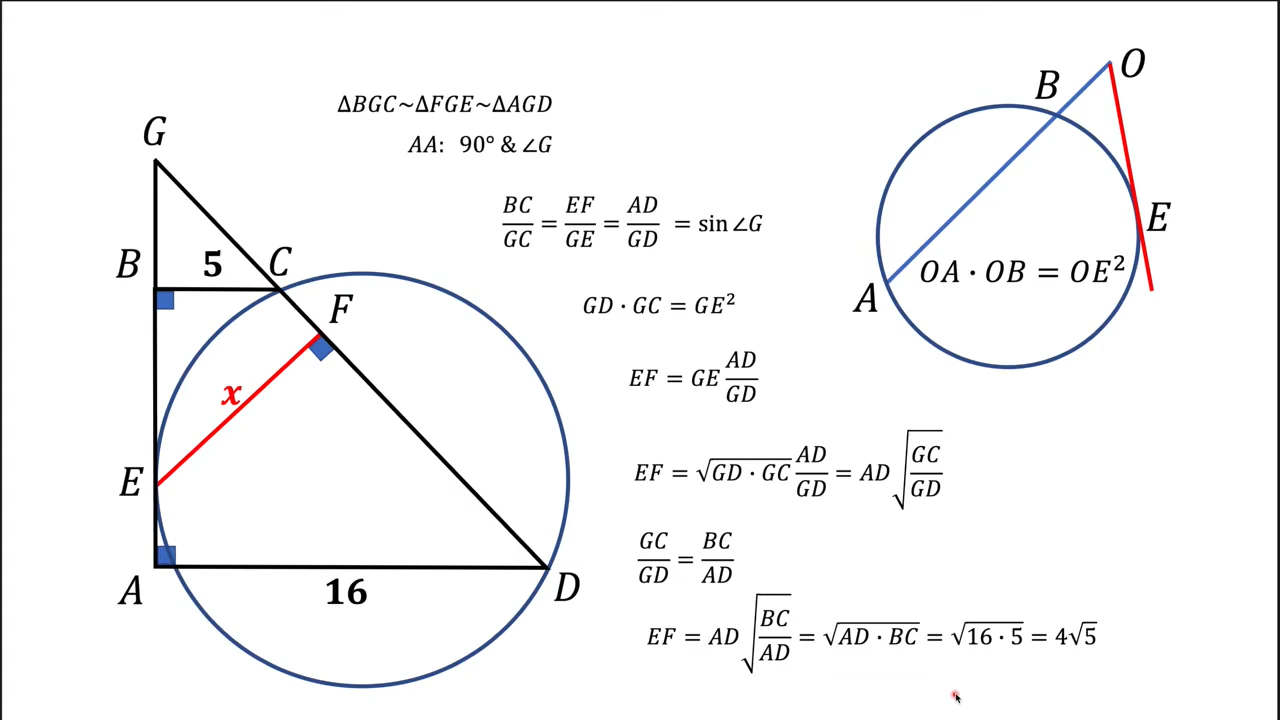 ΔBGC~ΔFGE~ΔAGD
AA: 90° & ∠G
BC/GC = EF/GE = AD/GD = sin ∠G
GD · GC = GE²
EF = GE AD/GD
EF = √(GD · GC) AD/GD = AD √(GC/GD)
GC/GD = BC/AD
EF = AD √(BC/AD) = √(AD · BC) = √(16 · 5) = 4√5
G
B
5
C
F
x
E
A
16
D
B
O
E
A
OA · OB = OE²